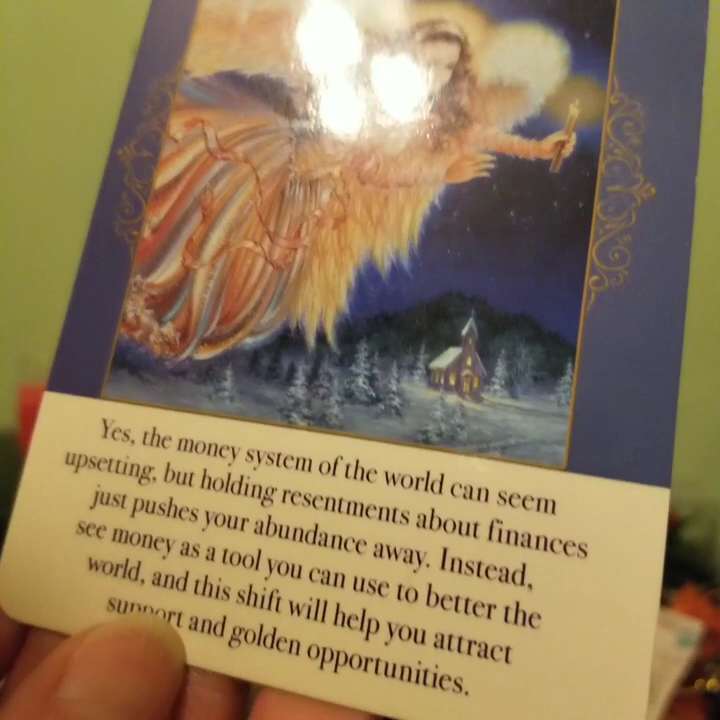 Yes, the money system of the world can seem
upsetting, but holding resentments about finances
just pushes your abundance away. Instead,
see money as a tool you can use to better the
world, and this shift will help you attract
support and golden opportunities.